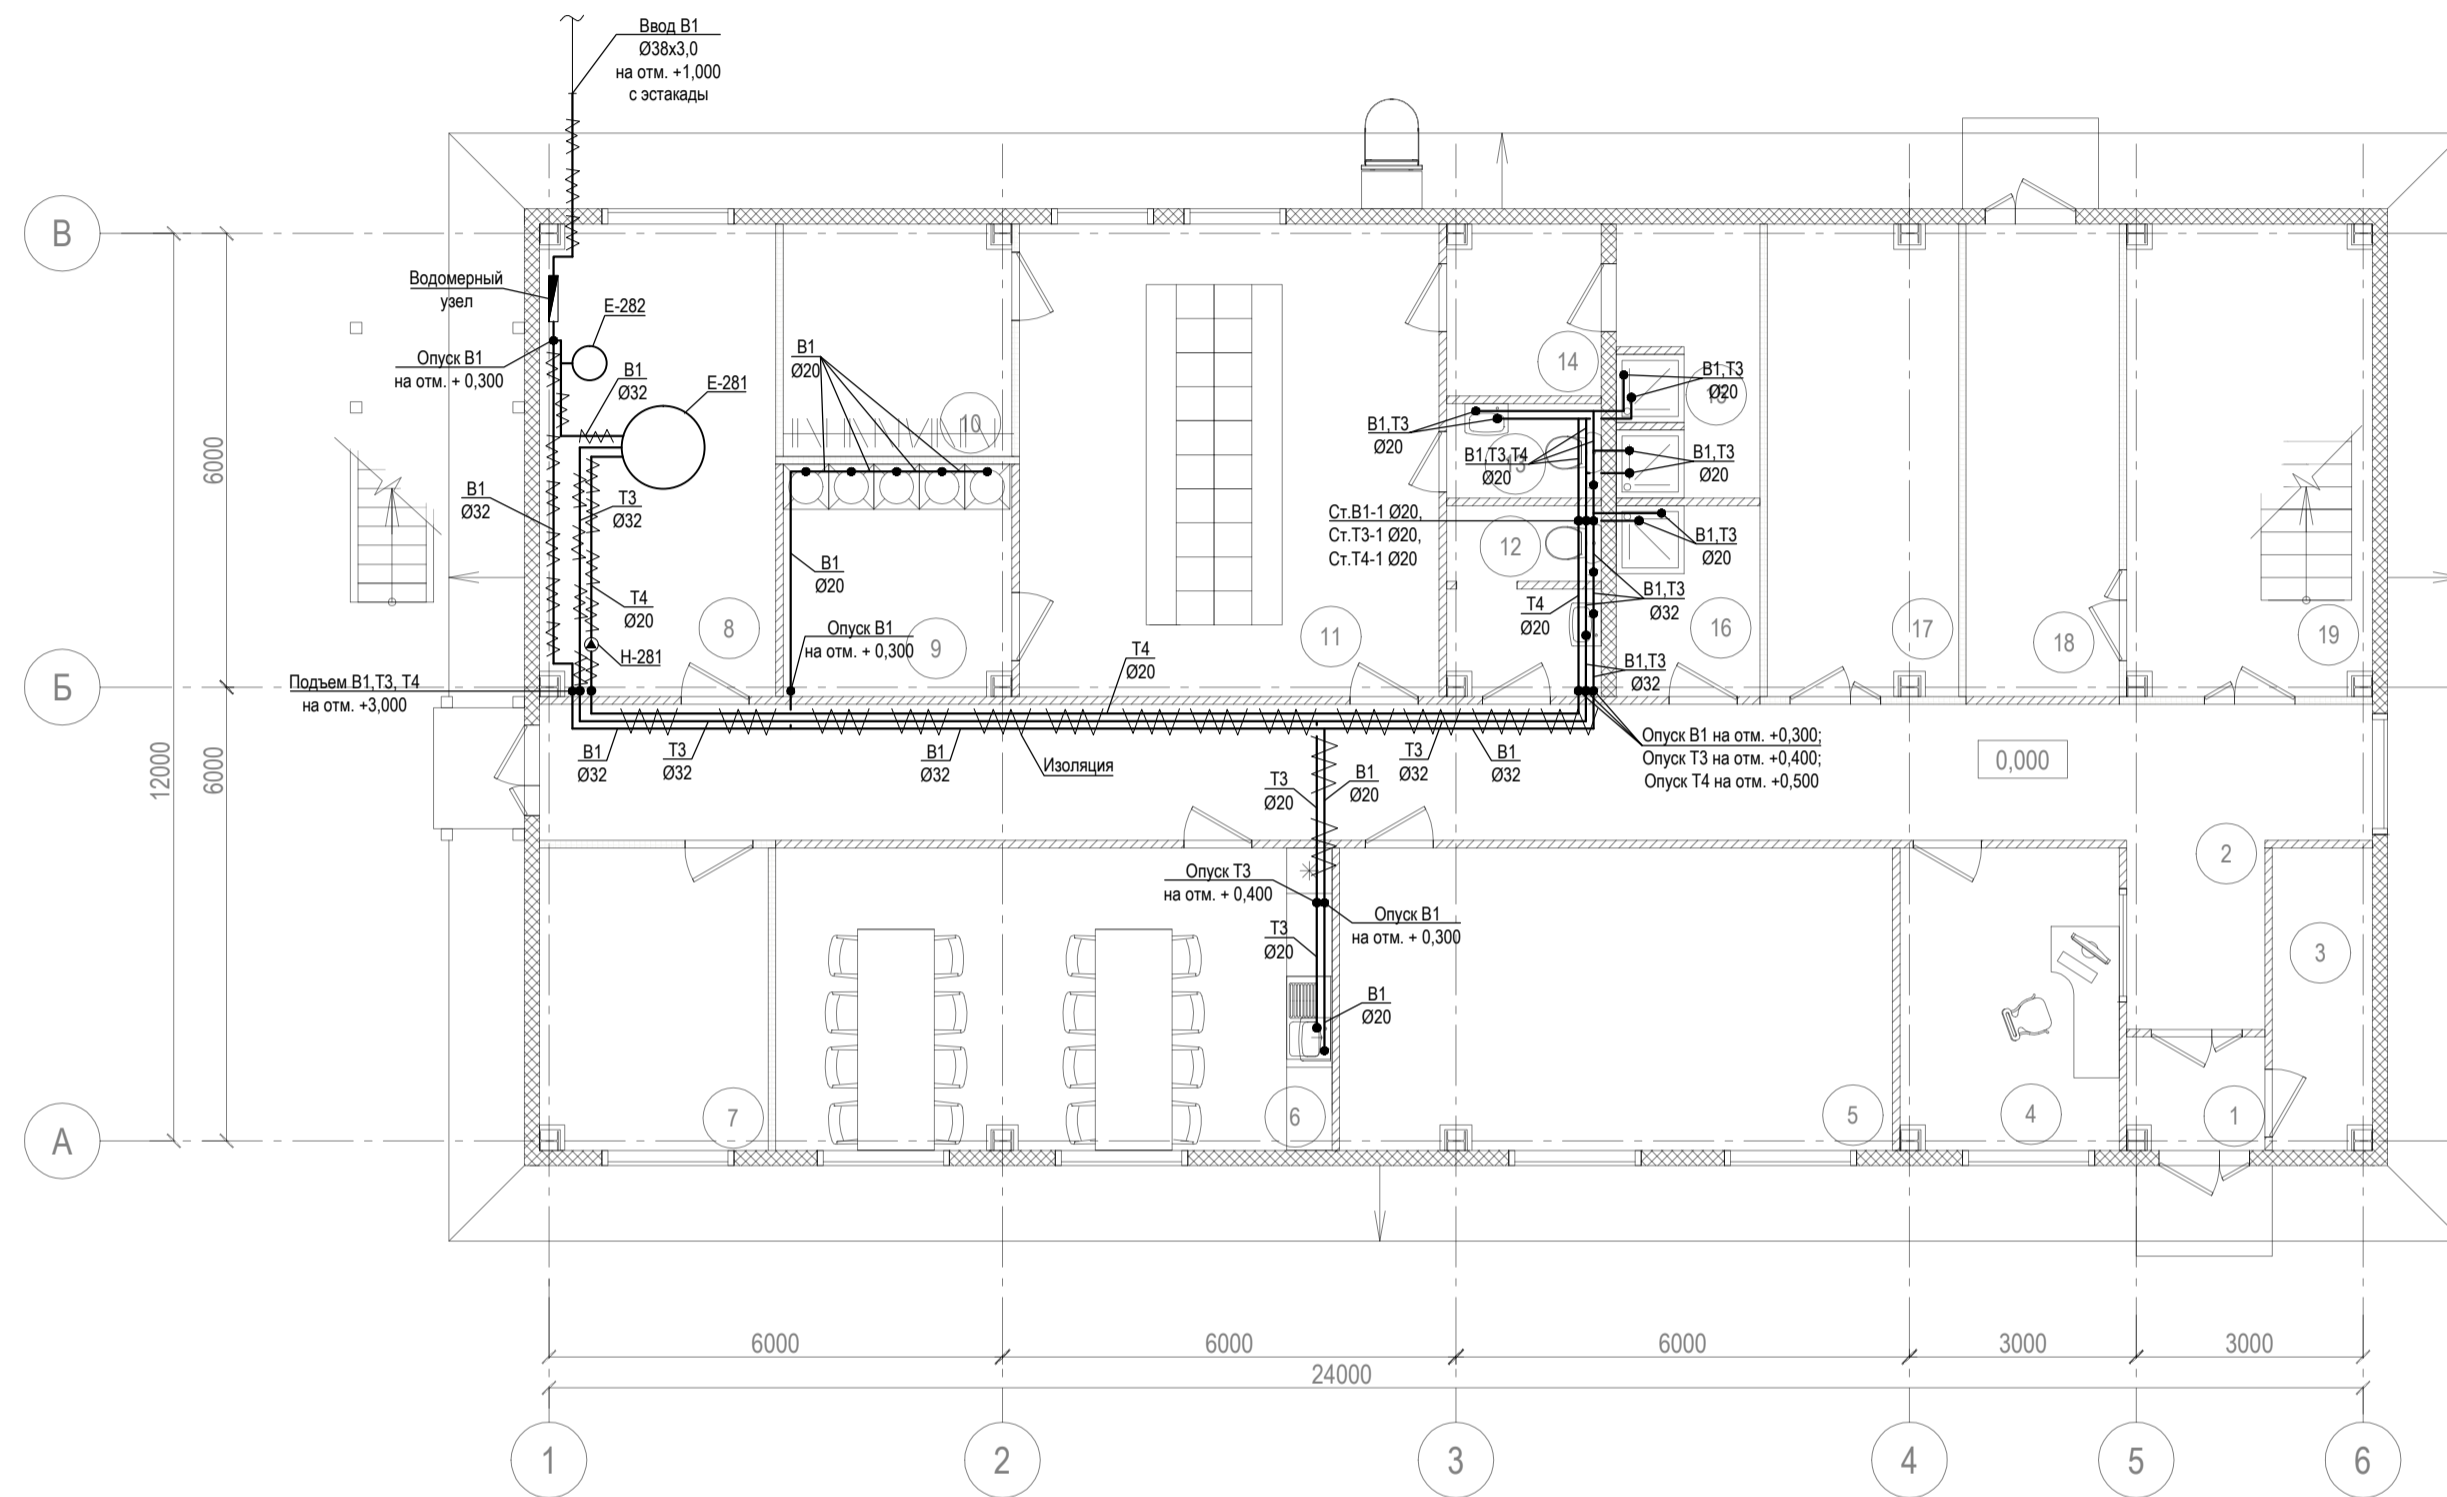 Ввод В1
Ø38х3,0
на отм. +1,000
с эстакады
В
Водомерный
узел
Е-282
Опуск В1
на отм. + 0,300
В1
Ø32
Е-281
В1
Ø20
10
14
В1,Т3
Ø20
15
В1,Т3
Ø20
В1,Т3,Т4
Ø20
13
В1,Т3
Ø20
6000
В1
Ø32
Т3
Ø32
Ст.В1-1 Ø20,
Ст.Т3-1 Ø20,
Ст.Т4-1 Ø20
12
В1,Т3
Ø20
В1
Ø20
Т4
Ø20
Т4
Ø20
В1,Т3
Ø32
8
Опуск В1
на отм. + 0,300
9
11
16
17
18
19
Н-281
Т4
Ø20
В1,Т3
Ø32
Б
Подъем В1,Т3, Т4
на отм. +3,000
12000
6000
В1
Ø32
Т3
Ø32
В1
Ø32
Изоляция
Т3
Ø32
В1
Ø32
Опуск В1 на отм. +0,300;
Опуск Т3 на отм. +0,400;
Опуск Т4 на отм. +0,500
0,000
Т3
Ø20
В1
Ø20
2
Опуск Т3
на отм. + 0,400
Опуск В1
на отм. + 0,300
Т3
Ø20
3
В1
Ø20
А
7
6
5
4
1
6000
6000
6000
3000
3000
24000
1
2
3
4
5
6